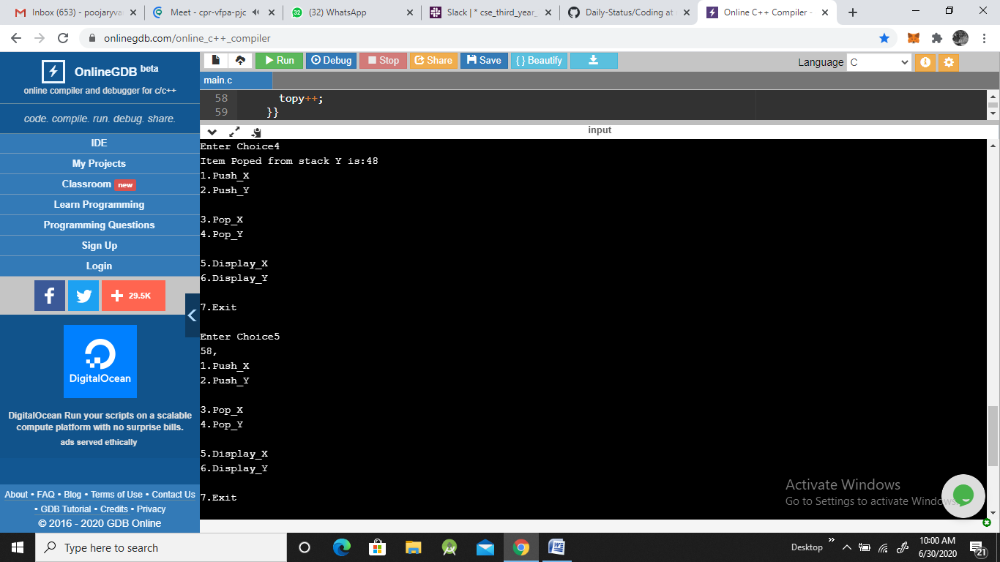 Inbox (653) - poojaryva
Meet - cpr-vfpa-pjc
(32) WhatsApp
Slack | * cse_third_year_
Daily-Status/Coding at
Online C++ Compiler -
onlinegdb.com/online_c++_compiler
OnlineGDB beta
online compiler and debugger for c/c++
code. compile. run. debug. share.
IDE
My Projects
Classroom new
Learn Programming
Programming Questions
Sign Up
Login
29.5K
DigitalOcean
DigitalOcean Run your scripts on a scalable
compute platform with no surprise bills.
ads served ethically
About • FAQ • Blog • Terms of Use • Contact Us
• GDB Tutorial • Credits • Privacy
© 2016 - 2020 GDB Online
Run Debug Stop Share Save { } Beautify
Language C
main.c
58 topy++;
59 }}
input
Enter Choice4
Item Poped from stack Y is:48
1.Push_X
2.Push_Y
3.Pop_X
4.Pop_Y
5.Display_X
6.Display_Y
7.Exit
Enter Choice5
58,
1.Push_X
2.Push_Y
3.Pop_X
4.Pop_Y
5.Display_X
6.Display_Y
7.Exit
Activate Windows
Go to Settings to activate Windows.
Type here to search
Desktop
10:00 AM
6/30/2020
21